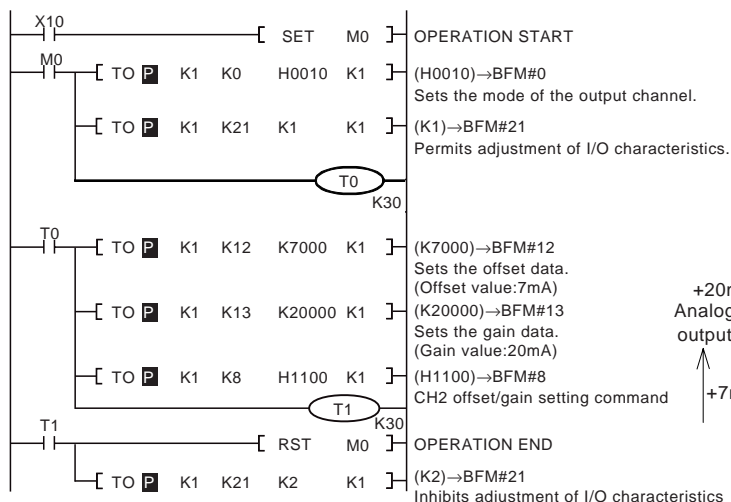 X10
[ SET M0 ] OPERATION START
M0
[ TO P K1 K0 H0010 K1 ] (H0010)→BFM#0
Sets the mode of the output channel.
[ TO P K1 K21 K1 K1 ] (K1)→BFM#21
Permits adjustment of I/O characteristics.
T0
K30
T0
[ TO P K1 K12 K7000 K1 ] (K7000)→BFM#12
Sets the offset data.
(Offset value:7mA)
[ TO P K1 K13 K20000 K1 ] (K20000)→BFM#13
Sets the gain data.
(Gain value:20mA)
[ TO P K1 K8 H1100 K1 ] (H1100)→BFM#8
CH2 offset/gain setting command
T1
K30
T1
[ RST M0 ] OPERATION END
[ TO P K1 K21 K2 K1 ] (K2)→BFM#21
Inhibits adjustment of I/O characteristics
+20
Analog
output
+7